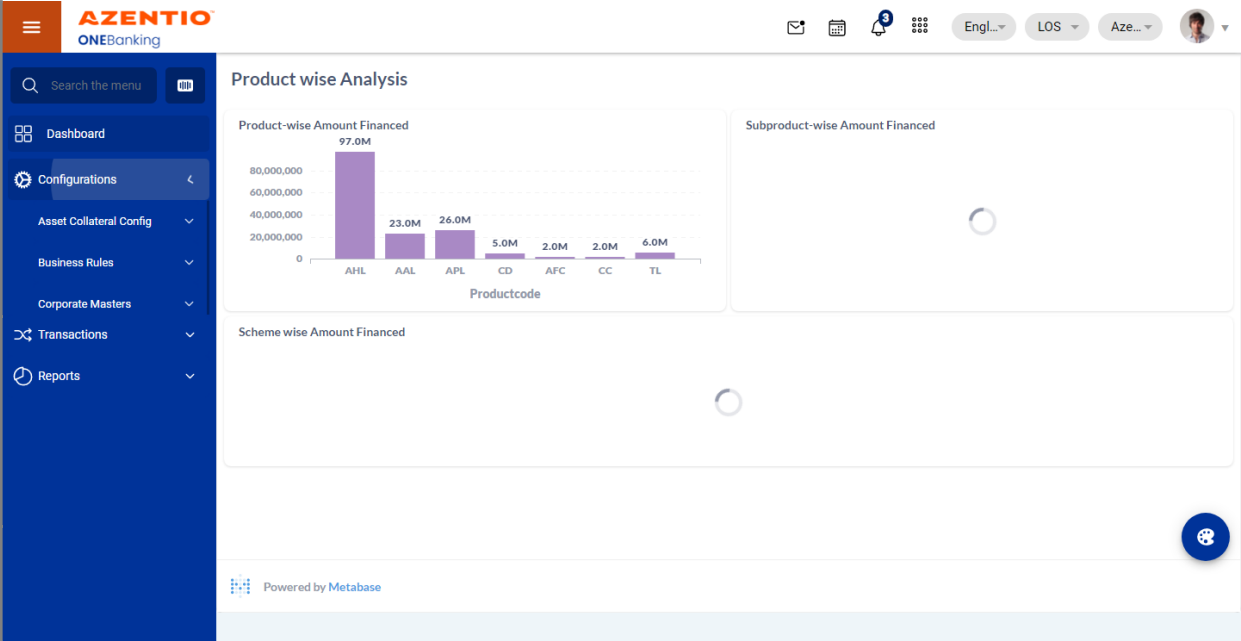 AZENTIO™
ONEBanking
3
Engl...
LOS
Aze...
Search the menu
Dashboard
Configurations
Asset Collateral Config
Business Rules
Corporate Masters
Transactions
Reports
Product wise Analysis
Product-wise Amount Financed
97.0M
80,000,000
60,000,000
40,000,000
20,000,000
0
23.0M
26.0M
5.0M
2.0M
2.0M
6.0M
AHL
AAL
APL
CD
AFC
CC
TL
Productcode
Subproduct-wise Amount Financed
Scheme wise Amount Financed
Powered by Metabase